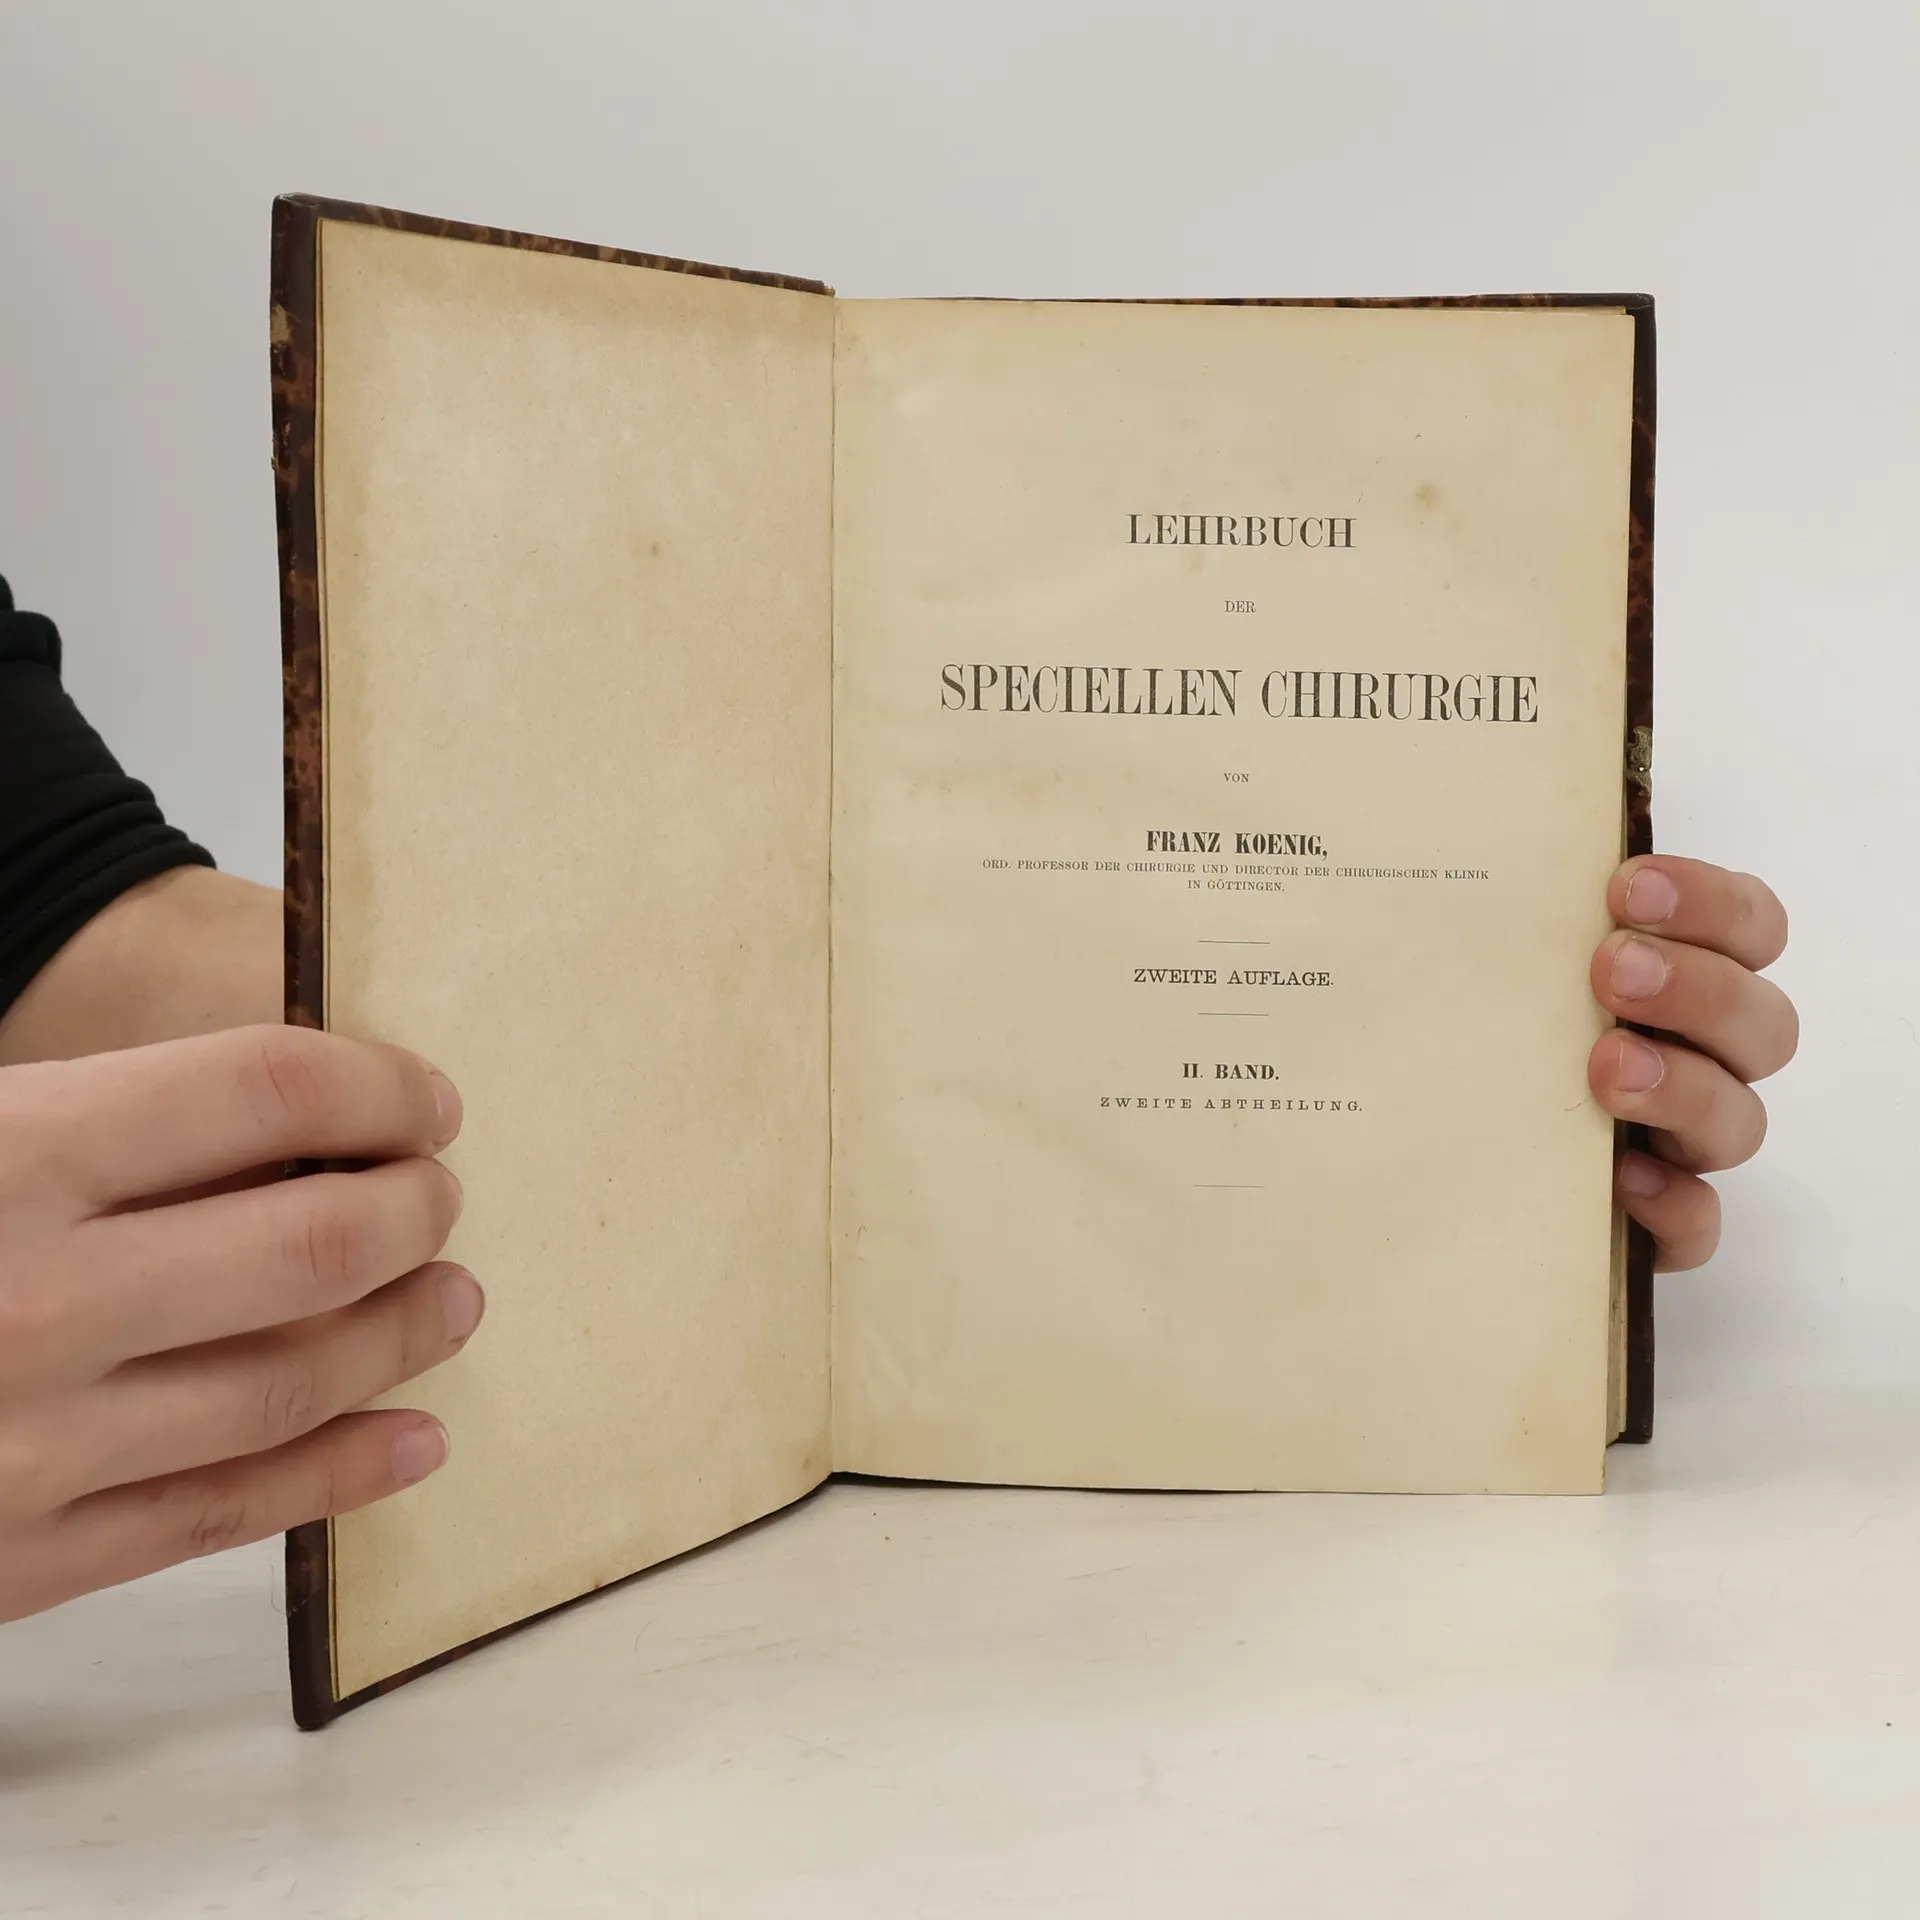 LEHRBUCH
DER
SPECIELLEN CHIRURGIE
VON
FRANZ KOENIG,
ORD. PROFESSOR DER CHIRURGIE UND DIRECTOR DER CHIRURGISCHEN KLINIK
IN GÖTTINGEN.
ZWEITE AUFLAGE.
II. BAND.
ZWEITE ABTHEILUNG.